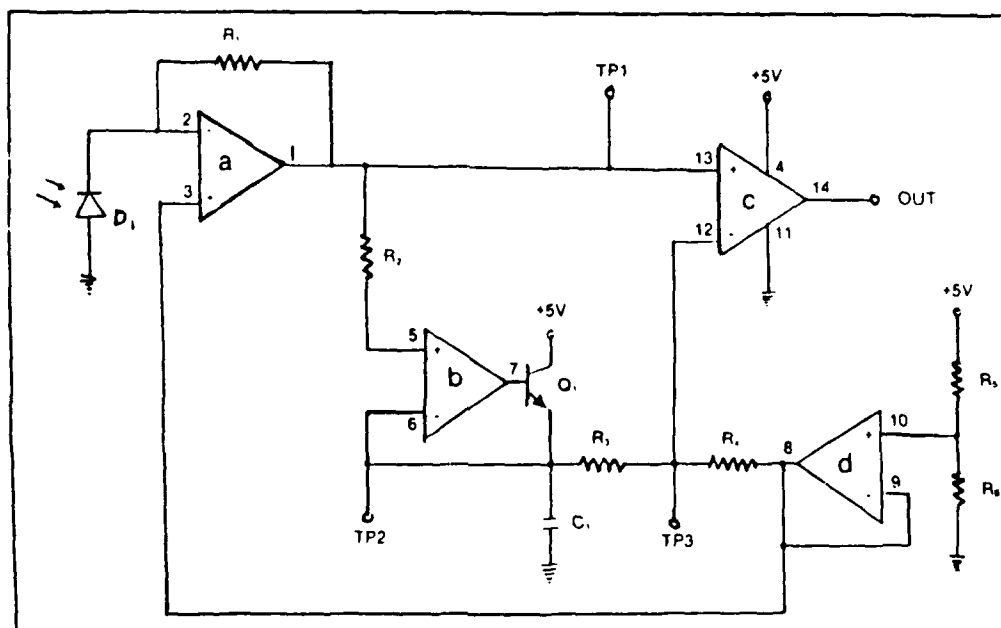 R₁
TP1
+5V
2
-
a
1
3
-
D₁
13
+
4
C
14
OUT
12
-
11
R₂
+5V
+5V
5
+
b
7
Q₁
6
-
R₅
R₃
R₄
8
d
10
+
9
-
R₆
TP2
C₁
TP3